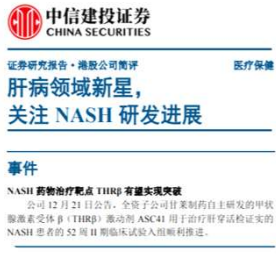 中信建投证券
CHINA SECURITIES
证券研究报告·港股公司简评
医疗保健
肝病领域新星，
关注 NASH 研发进展
事件
NASH 药物治疗靶点 THRβ 有望实现突破
公司 12 月 21 日公告，全资子公司甘莱制药自主研发的甲状
腺激素受体 β（THRβ）激动剂 ASC41 用于治疗肝穿活检证实的
NASH 患者的 52 周 II 期临床试验入组顺利推进。